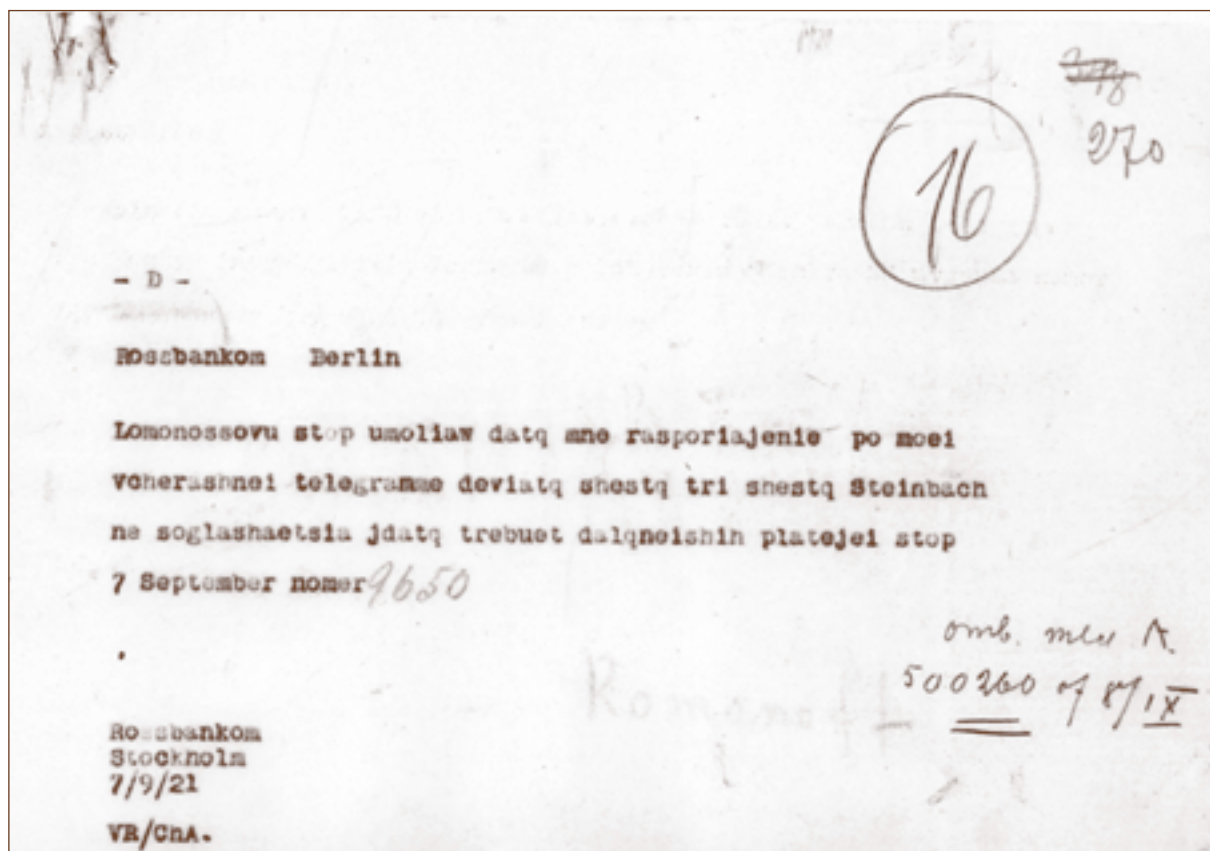 270
16
- D -
Rossbankom Berlin
Lomonossovu stop umoliaw datq mne rasporiajenie po moei
vcherashnei telegramme deviatq shestq tri shestq Steinbach
ne soglashaetsia jdatq trebuet dalqneishih platejei stop
7 September nomer 9650
.
500260 of 8/IX
Romanoff
Rossbankom
Stockholm
7/9/21
VR/ChA.